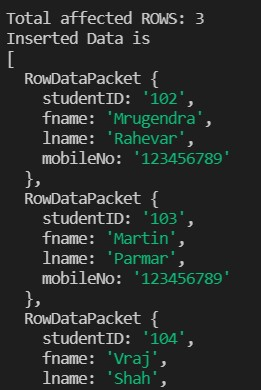 Total affected ROWS: 3
Inserted Data is
[
  RowDataPacket {
    studentID: '102',
    fname: 'Mrugendra',
    lname: 'Rahevar',
    mobileNo: '123456789'
  },
  RowDataPacket {
    studentID: '103',
    fname: 'Martin',
    lname: 'Parmar',
    mobileNo: '123456789'
  },
  RowDataPacket {
    studentID: '104',
    fname: 'Vraj',
    lname: 'Shah',